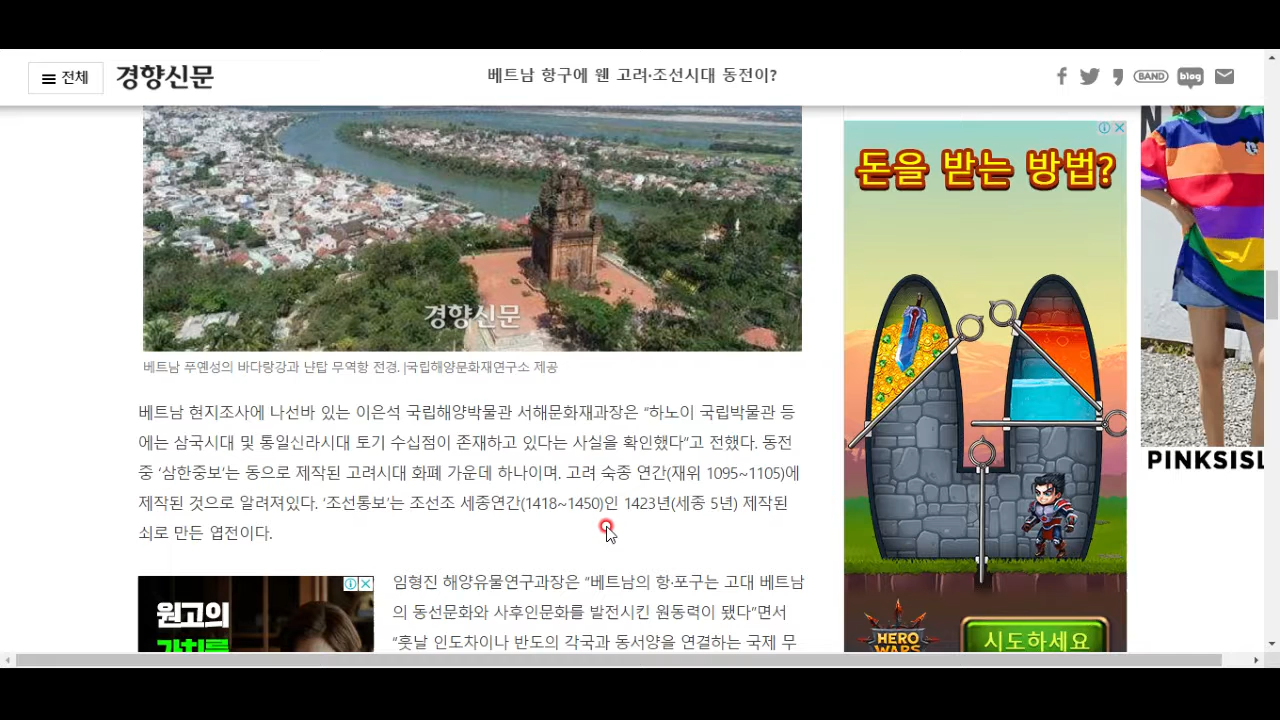 전체
경향신문
베트남 항구에 웬 고려·조선시대 동전이?
BAND
blog
경향신문
베트남 푸옌성의 바다랑강과 냔탑 무역항 전경. |국립해양문화재연구소 제공
베트남 현지조사에 나선바 있는 이은석 국립해양박물관 서해문화재과장은 “하노이 국립박물관 등
에는 삼국시대 및 통일신라시대 토기 수십점이 존재하고 있다는 사실을 확인했다”고 전했다. 동전
중 ‘삼한중보’는 동으로 제작된 고려시대 화폐 가운데 하나이며. 고려 숙종 연간(재위 1095~1105)에
제작된 것으로 알려져있다. ‘조선통보’는 조선조 세종연간(1418~1450)인 1423년(세종 5년) 제작된
쇠로 만든 엽전이다.
임형진 해양유물연구과장은 “베트남의 항·포구는 고대 베트남
의 동선문화와 사후인문화를 발전시킨 원동력이 됐다”면서
“훗날 인도차이나 반도의 각국과 동서양을 연결하는 국제 무
원고의
가치를
돈을 받는 방법?
HERO
WARS
시도하세요
N
PINKSISL